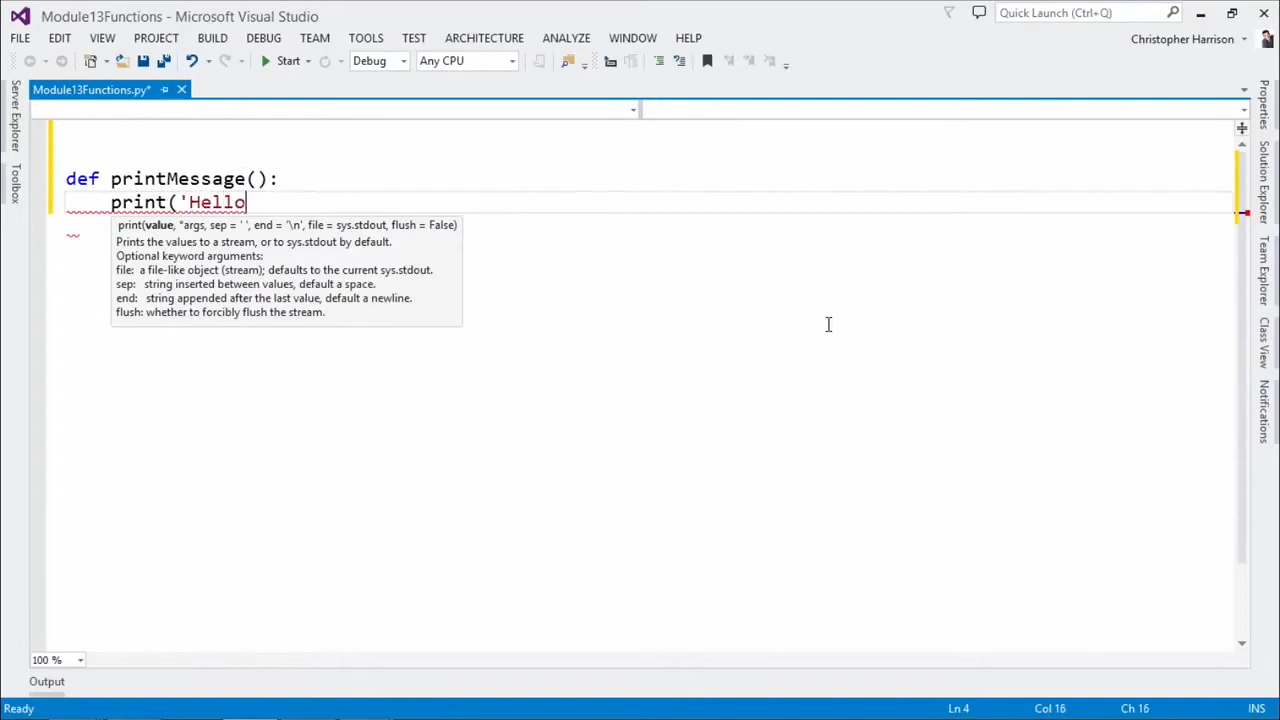 Module13Functions - Microsoft Visual Studio
Quick Launch (Ctrl+Q)
FILE EDIT VIEW PROJECT BUILD DEBUG TEAM TOOLS TEST ARCHITECTURE ANALYZE WINDOW HELP
Christopher Harrison
Start Debug Any CPU
Module13Functions.py*
Server Explorer
Toolbox
def printMessage():
print('Hello
print(value, *args, sep = ' ', end = '\n', file = sys.stdout, flush = False)
Prints the values to a stream, or to sys.stdout by default.
Optional keyword arguments:
file: a file-like object (stream); defaults to the current sys.stdout.
sep: string inserted between values, default a space.
end: string appended after the last value, default a newline.
flush: whether to forcibly flush the stream.
Properties
Solution Explorer
Team Explorer
Class View
Notifications
100 %
Output
Ready Ln 4 Col 16 Ch 16 INS